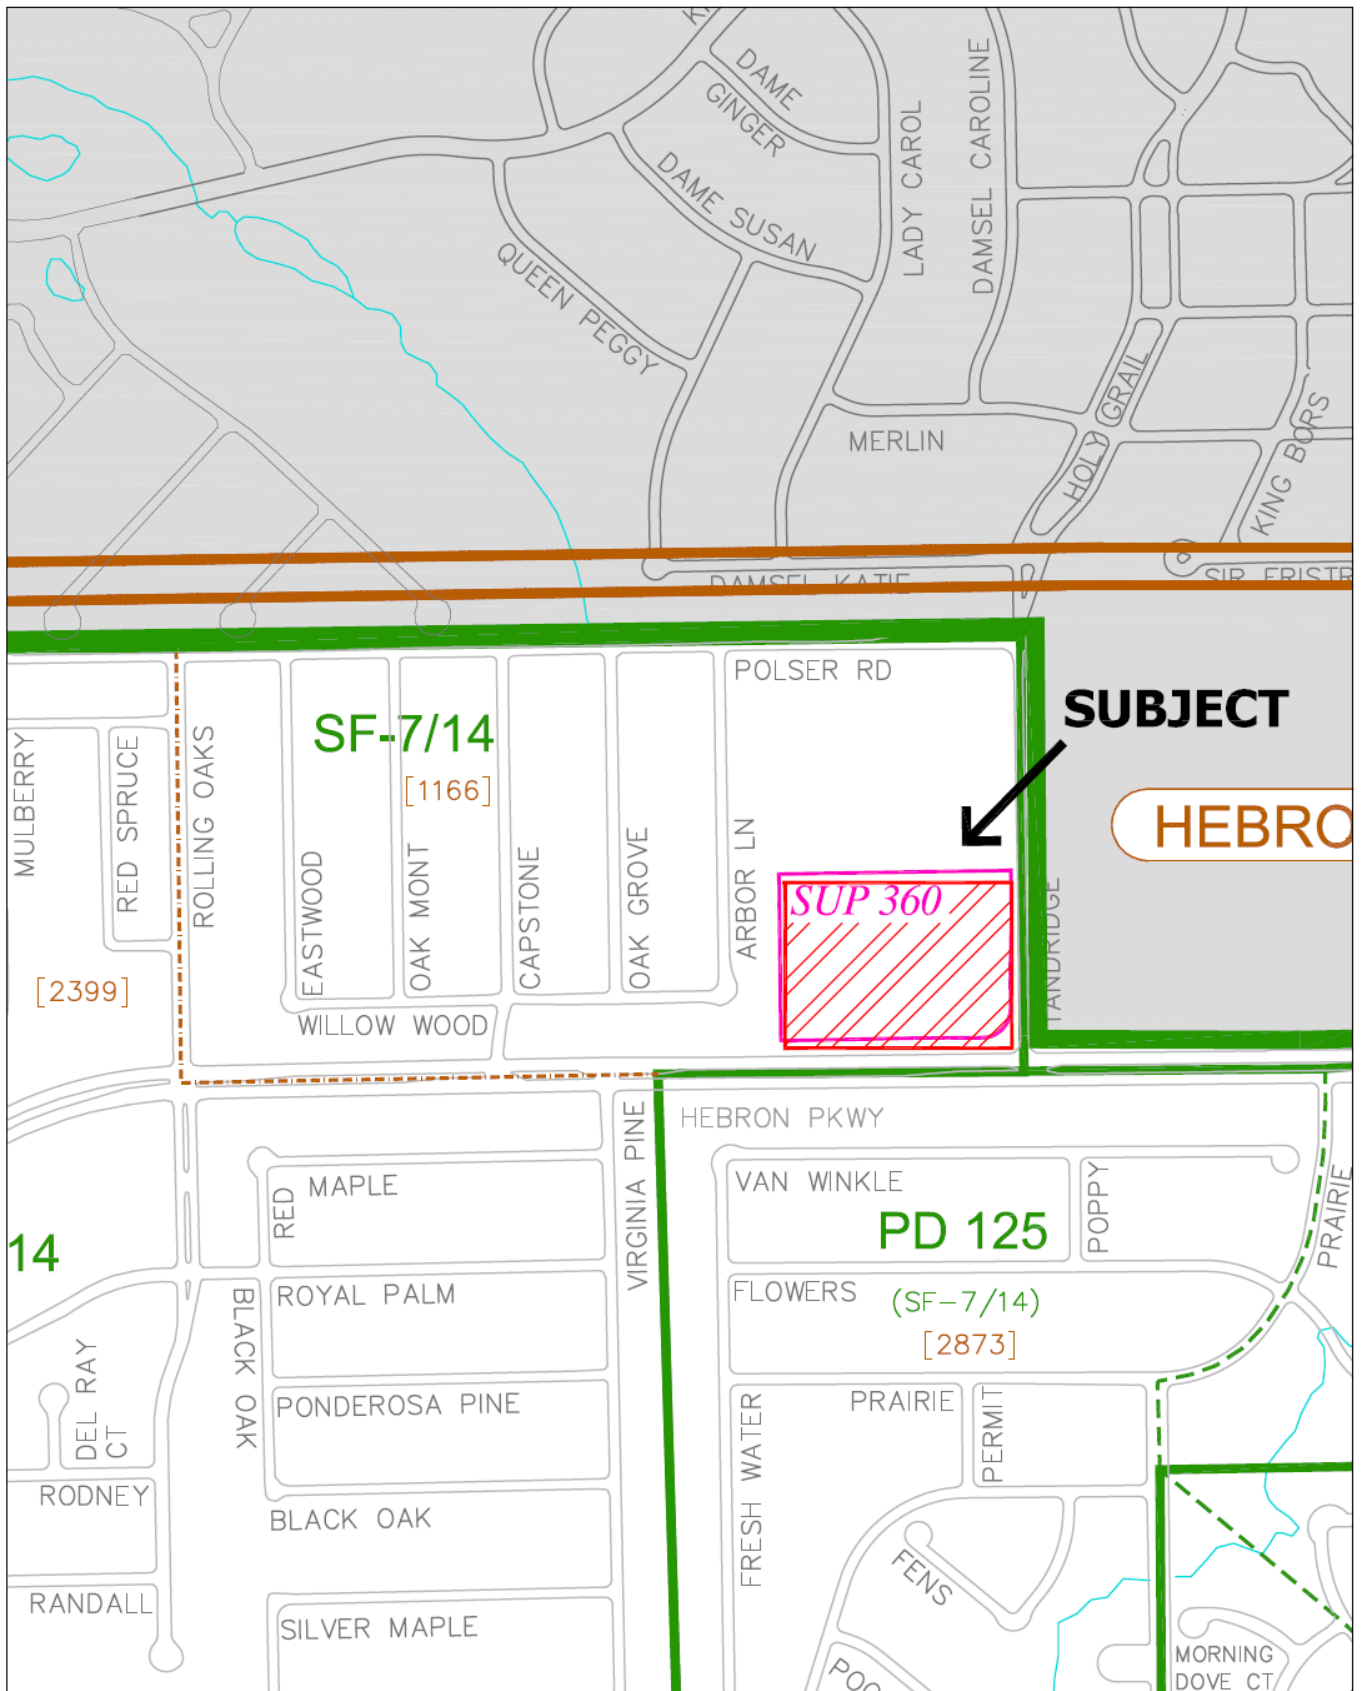 DAME
GINGER
DAME SUSAN
LADY CAROL
DAMSEL CAROLINE
QUEEN PEGGY
MERLIN
HOLY GRAIL
KING BORS
DAMSEL KATIE
POLSER RD
SUBJECT
SF-7/14
[1166]
MULBERRY
RED SPRUCE
ROLLING OAKS
EASTWOOD
OAK MONT
CAPSTONE
OAK GROVE
ARBOR LN
HEBRO
SUP 360
TANDRIDGE
[2399]
WILLOW WOOD
HEBRON PKWY
VIRGINIA PINE
RED
MAPLE
VAN WINKLE
POPPY
PRAIRIE
PD 125
14
ROYAL PALM
BLACK OAK
FLOWERS
(SF-7/14)
[2873]
DEL RAY
CT
PONDEROSA PINE
FRESH WATER
PRAIRIE
PERMIT
RODNEY
BLACK OAK
FENS
RANDALL
SILVER MAPLE
MORNING
DOVE CT